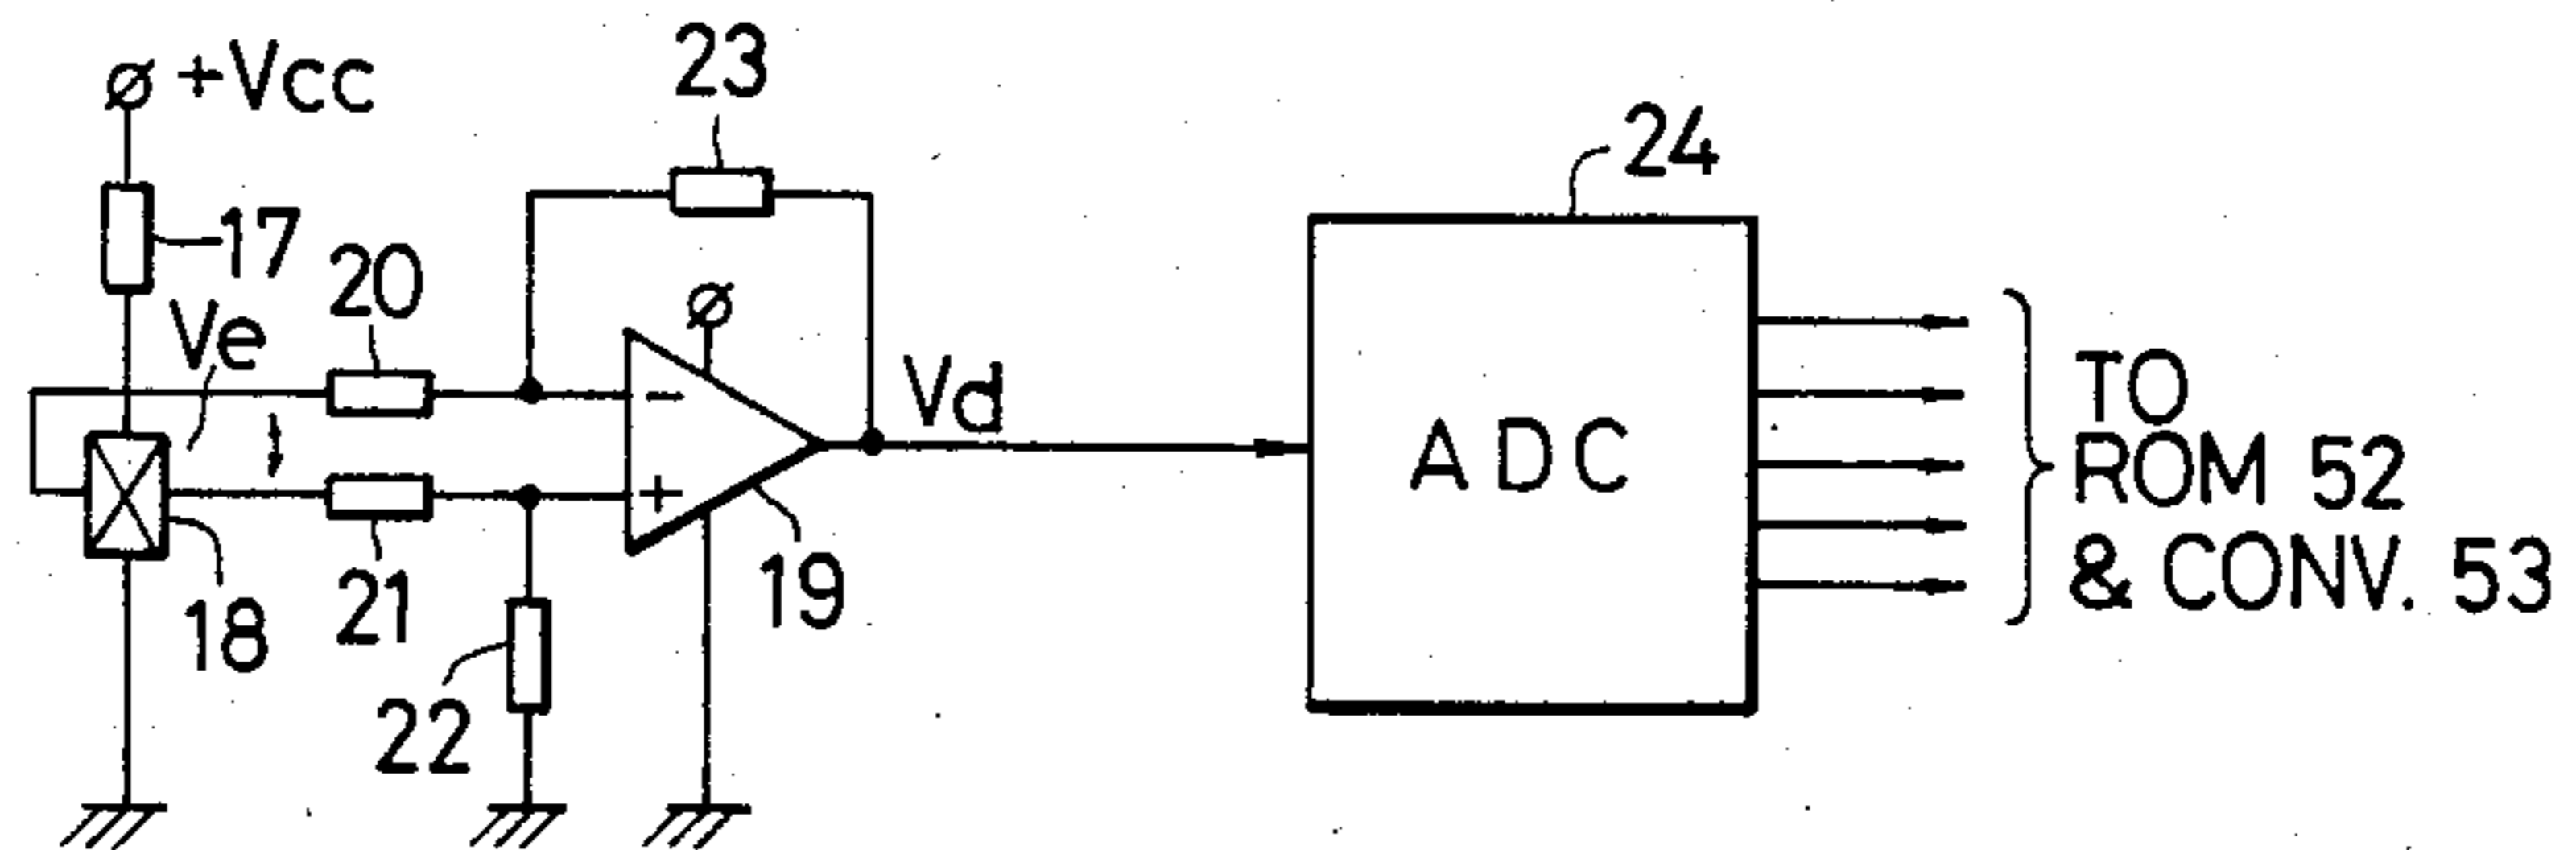 +Vcc
23
24
17
20
Ve
-
Vd
ADC
TO
ROM 52
& CONV. 53
+
18
21
19
22